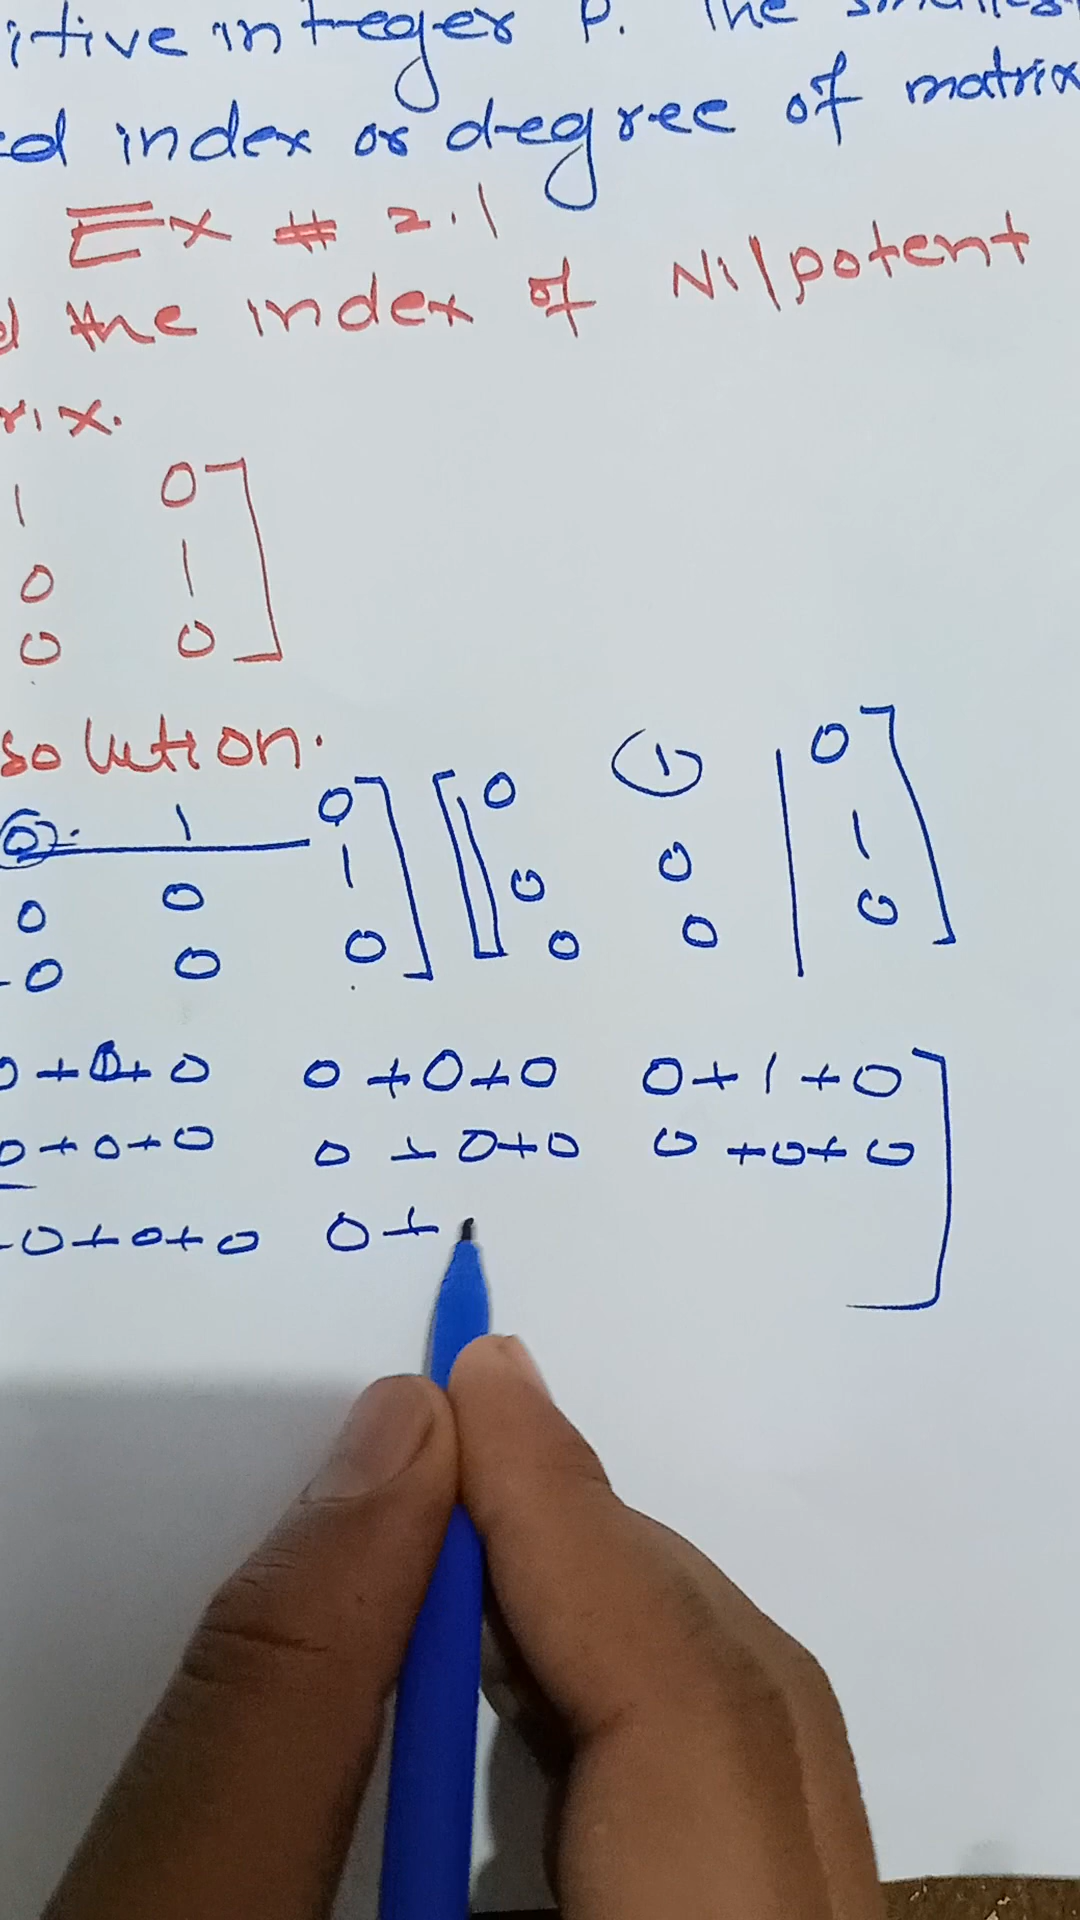 itive integer P. The smalles
ed index or degree of matrix
Ex # 2.1
d the index of Nilpotent
rix.
1 0
0 1
0 0
solution.
0 1 0 0 1 0
0 0 1 0 0 1
0 0 0 0 0 0
0+0+0 0+0+0 0+1+0
0+0+0 0+0+0 0+0+0
0+0+0 0+